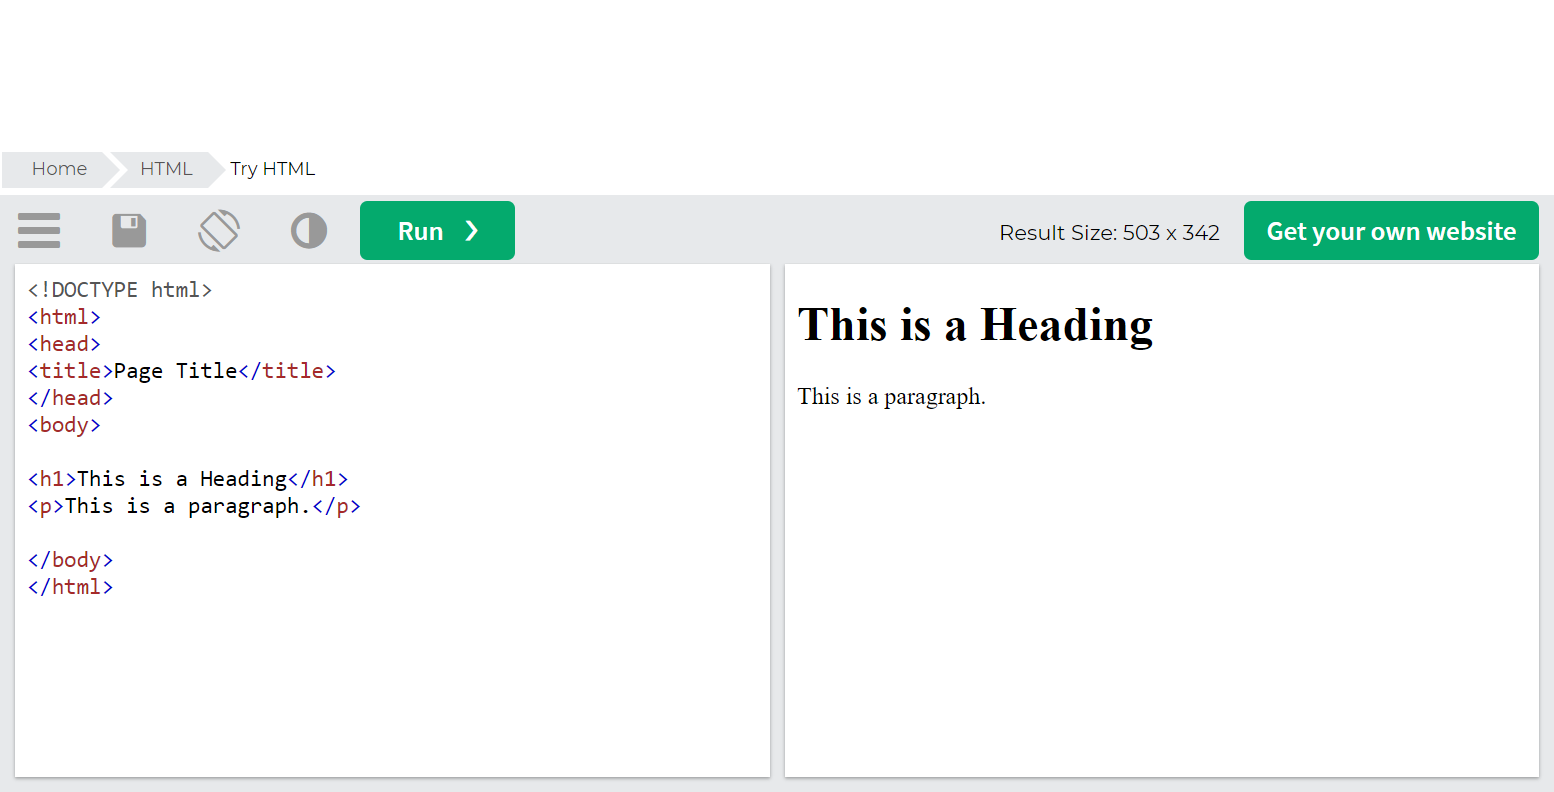 Home HTML Try HTML
Run ❯ Result Size: 503 x 342 Get your own website
<!DOCTYPE html>
<html>
<head>
<title>Page Title</title>
</head>
<body>
<h1>This is a Heading</h1>
<p>This is a paragraph.</p>
</body>
</html>
This is a Heading
This is a paragraph.